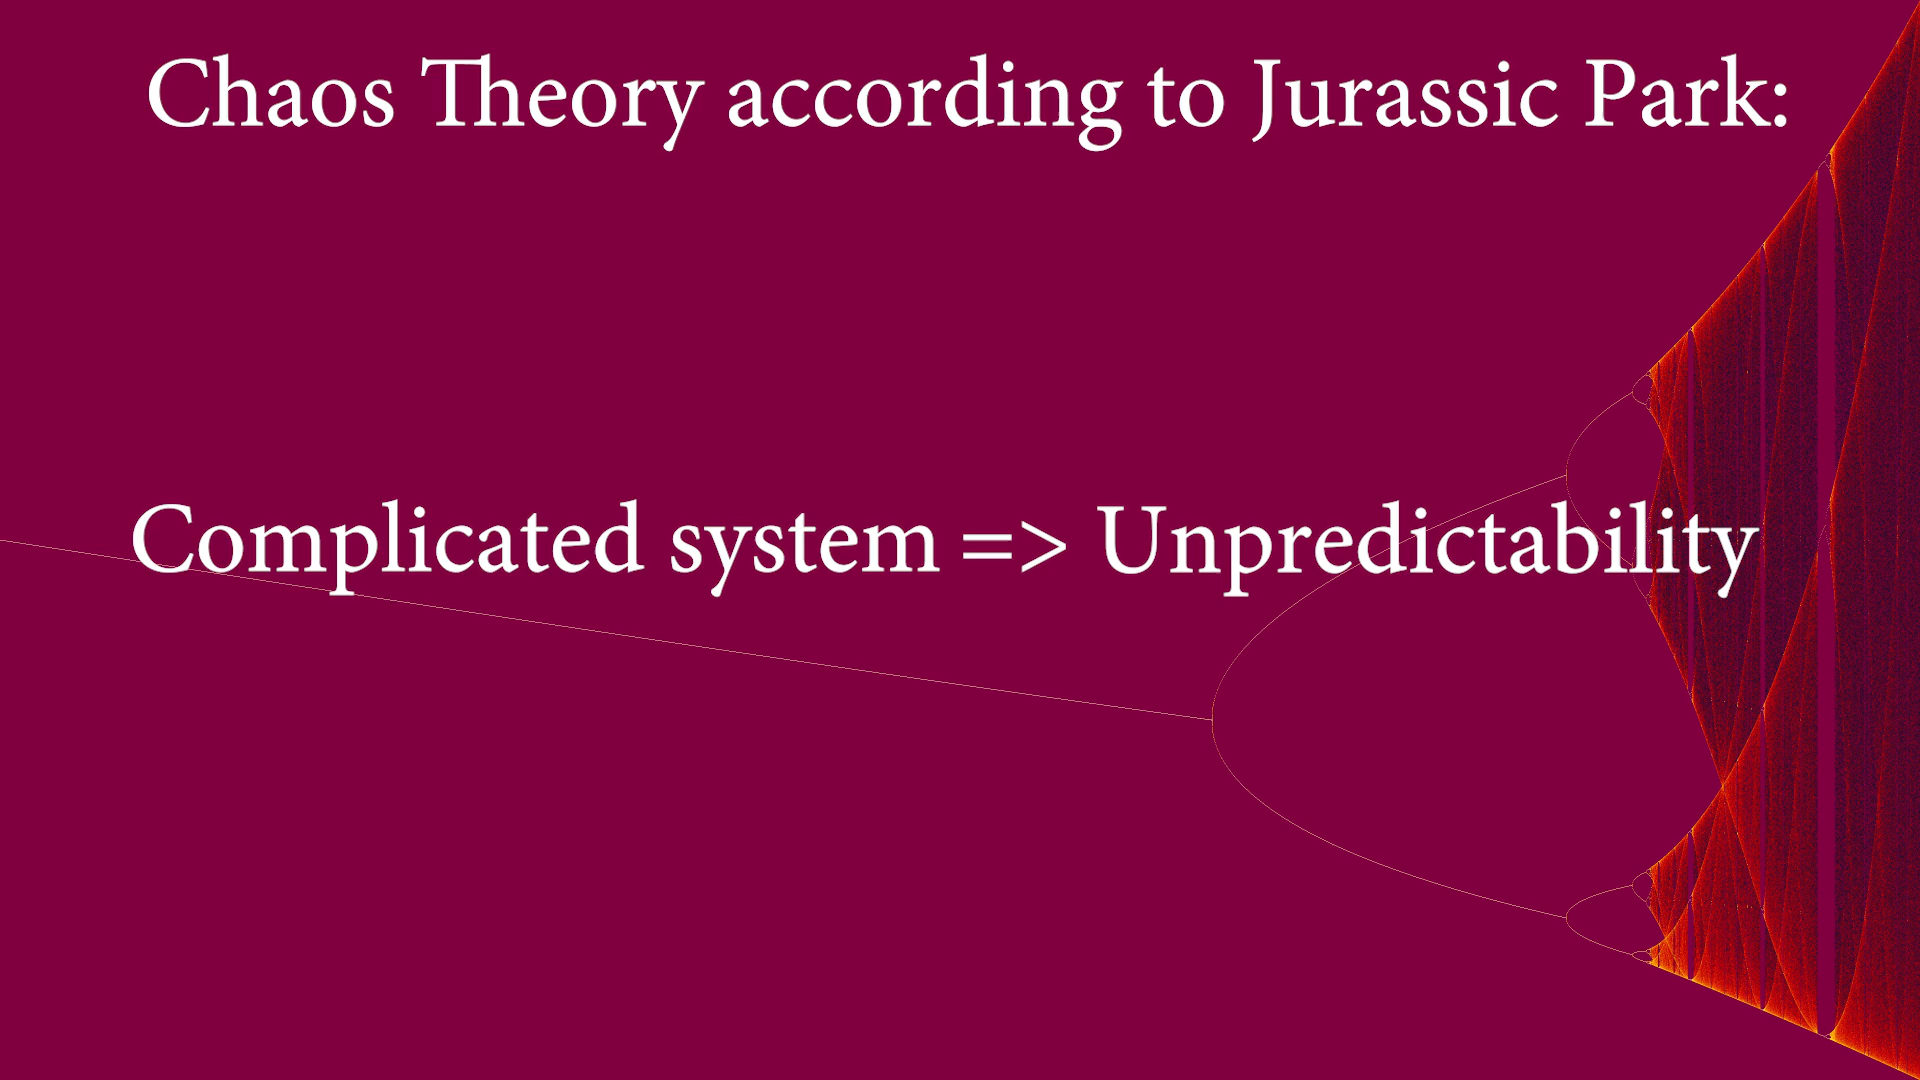 Chaos Theory according to Jurassic Park:
Complicated system => Unpredictability